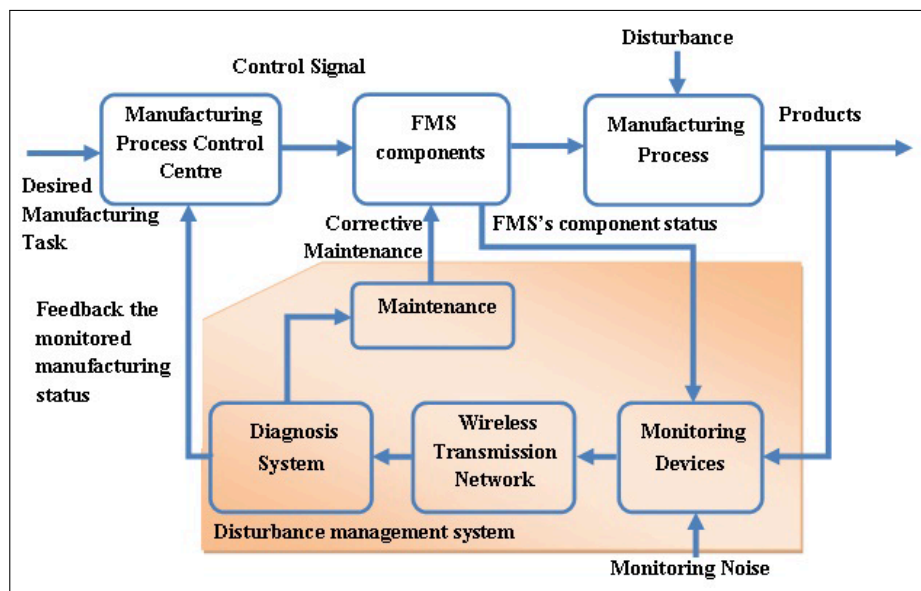 Disturbance
Control Signal
Manufacturing
Process Control
Centre
FMS
components
Manufacturing
Process
Products
Desired
Manufacturing
Task
Corrective
Maintenance
FMS's component status
Feedback the
monitored
manufacturing
status
Maintenance
Diagnosis
System
Wireless
Transmission
Network
Monitoring
Devices
Disturbance management system
Monitoring Noise